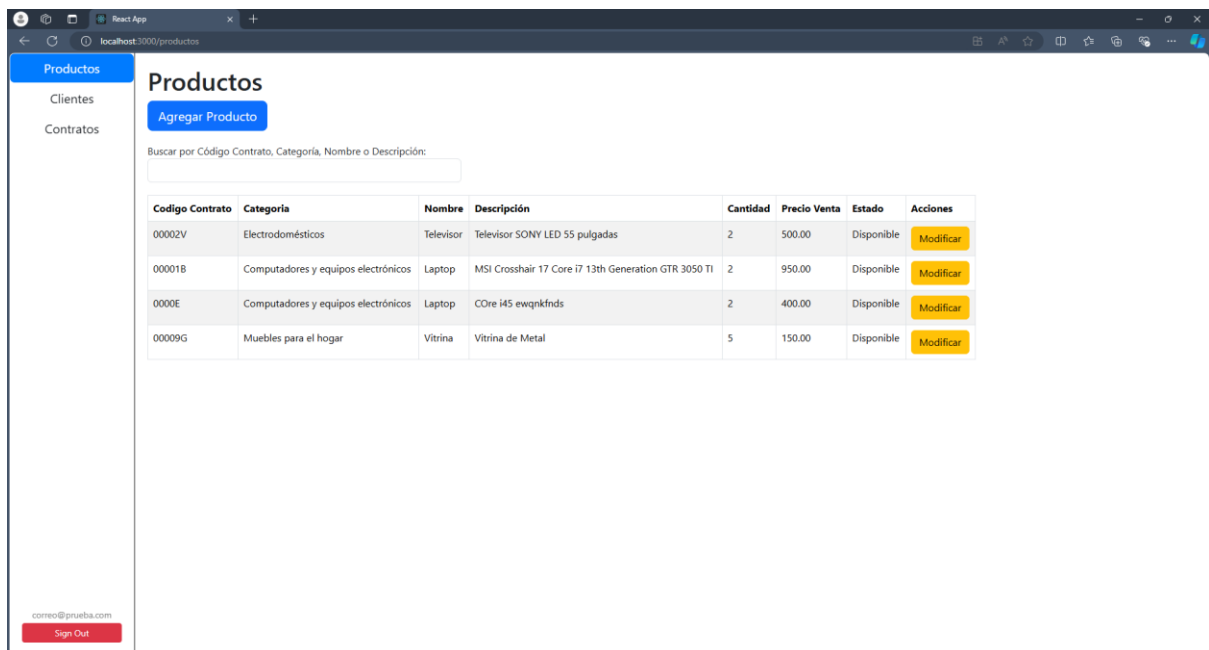 React App
localhost:3000/productos
Productos
Clientes
Contratos
Productos
Agregar Producto
Buscar por Código Contrato, Categoría, Nombre o Descripción:
Codigo Contrato Categoria Nombre Descripción Cantidad Precio Venta Estado Acciones
00002V Electrodomésticos Televisor Televisor SONY LED 55 pulgadas 2 500.00 Disponible Modificar
00001B Computadores y equipos electrónicos Laptop MSI Crosshair 17 Core i7 13th Generation GTR 3050 TI 2 950.00 Disponible Modificar
0000E Computadores y equipos electrónicos Laptop COre i45 ewqnkfnds 2 400.00 Disponible Modificar
00009G Muebles para el hogar Vitrina Vitrina de Metal 5 150.00 Disponible Modificar
correo@prueba.com
Sign Out